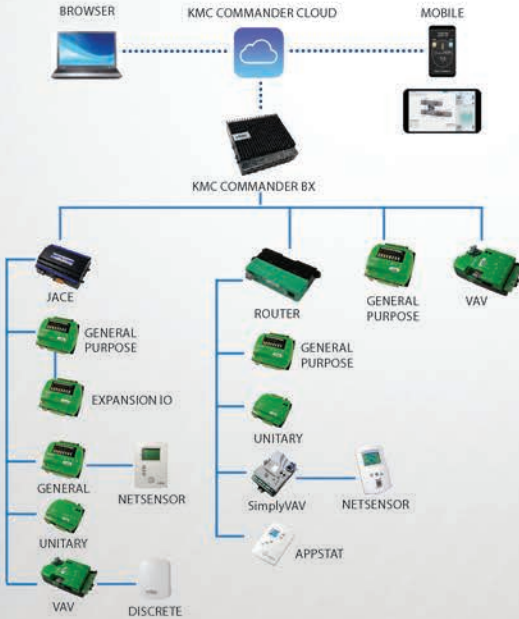 BROWSER
KMC COMMANDER CLOUD
MOBILE
KMC COMMANDER BX
JACE
ROUTER
GENERAL
PURPOSE
VAV
GENERAL
PURPOSE
GENERAL
PURPOSE
EXPANSION IO
UNITARY
GENERAL
NETSENSOR
SimplyVAV
NETSENSOR
UNITARY
APPSTAT
VAV
DISCRETE